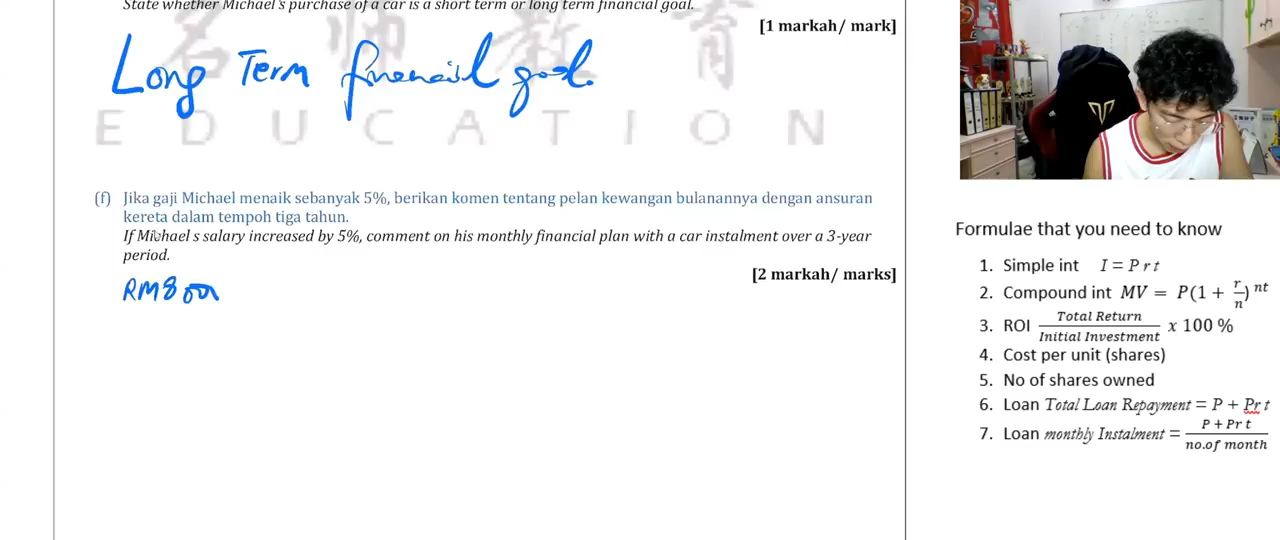 State whether Michael's purchase of a car is a short term or long term financial goal.
[1 markah/ mark]
名 师 教 育
Long Term financial goal.
E D U C A T I O N
(f) Jika gaji Michael menaik sebanyak 5%, berikan komen tentang pelan kewangan bulanannya dengan ansuran
kereta dalam tempoh tiga tahun.
If Michael s salary increased by 5%, comment on his monthly financial plan with a car instalment over a 3-year
period.
[2 markah/ marks]
RM8000
Formulae that you need to know
1. Simple int I = P r t
2. Compound int MV = P(1 + r/n) nt
3. ROI Total Return / Initial Investment x 100 %
4. Cost per unit (shares)
5. No of shares owned
6. Loan Total Loan Repayment = P + Pr t
7. Loan monthly Instalment = P + Pr t / no.of month